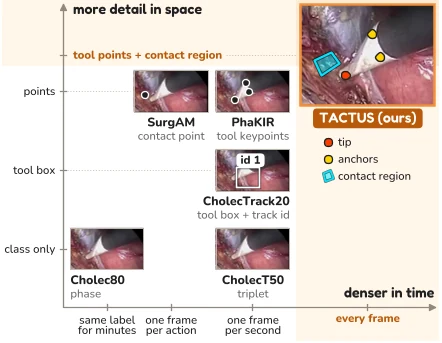 more detail in space
tool points + contact region
points
SurgAM
contact point
PhaKIR
tool keypoints
TACTUS (ours)
tip
anchors
contact region
tool box
id 1
CholecTrack20
tool box + track id
class only
Cholec80
phase
CholecT50
triplet
denser in time
same label
for minutes
one frame
per action
one frame
per second
every frame